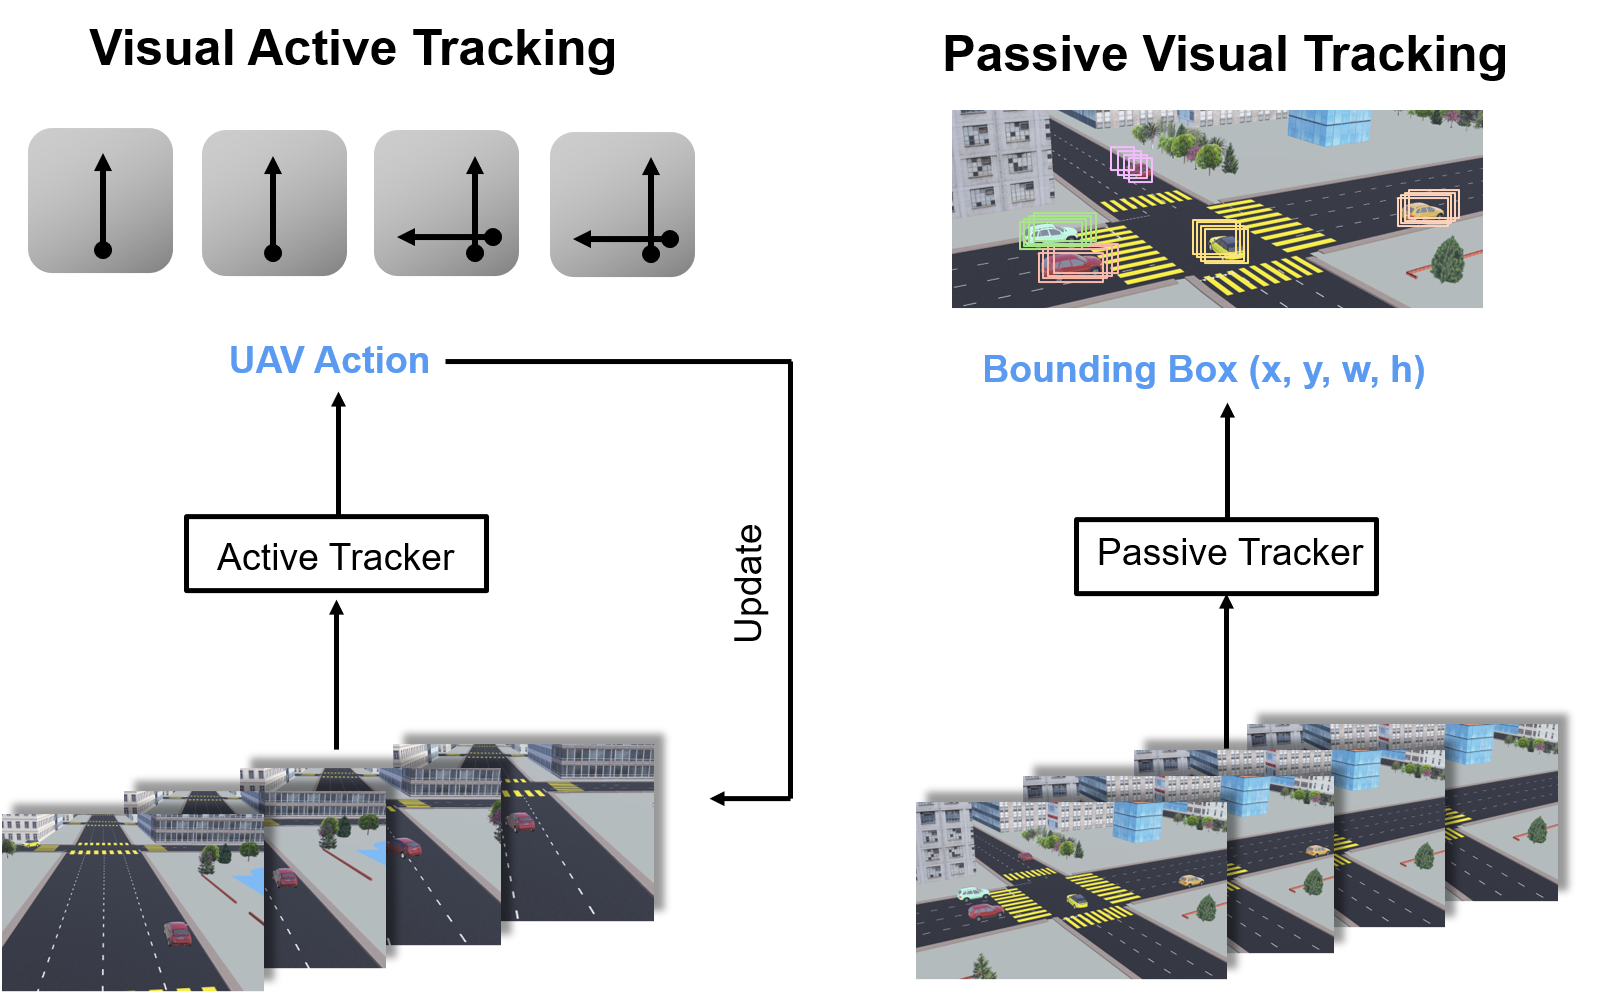 Visual Active Tracking
UAV Action
Active Tracker
Update
Passive Visual Tracking
Bounding Box (x, y, w, h)
Passive Tracker